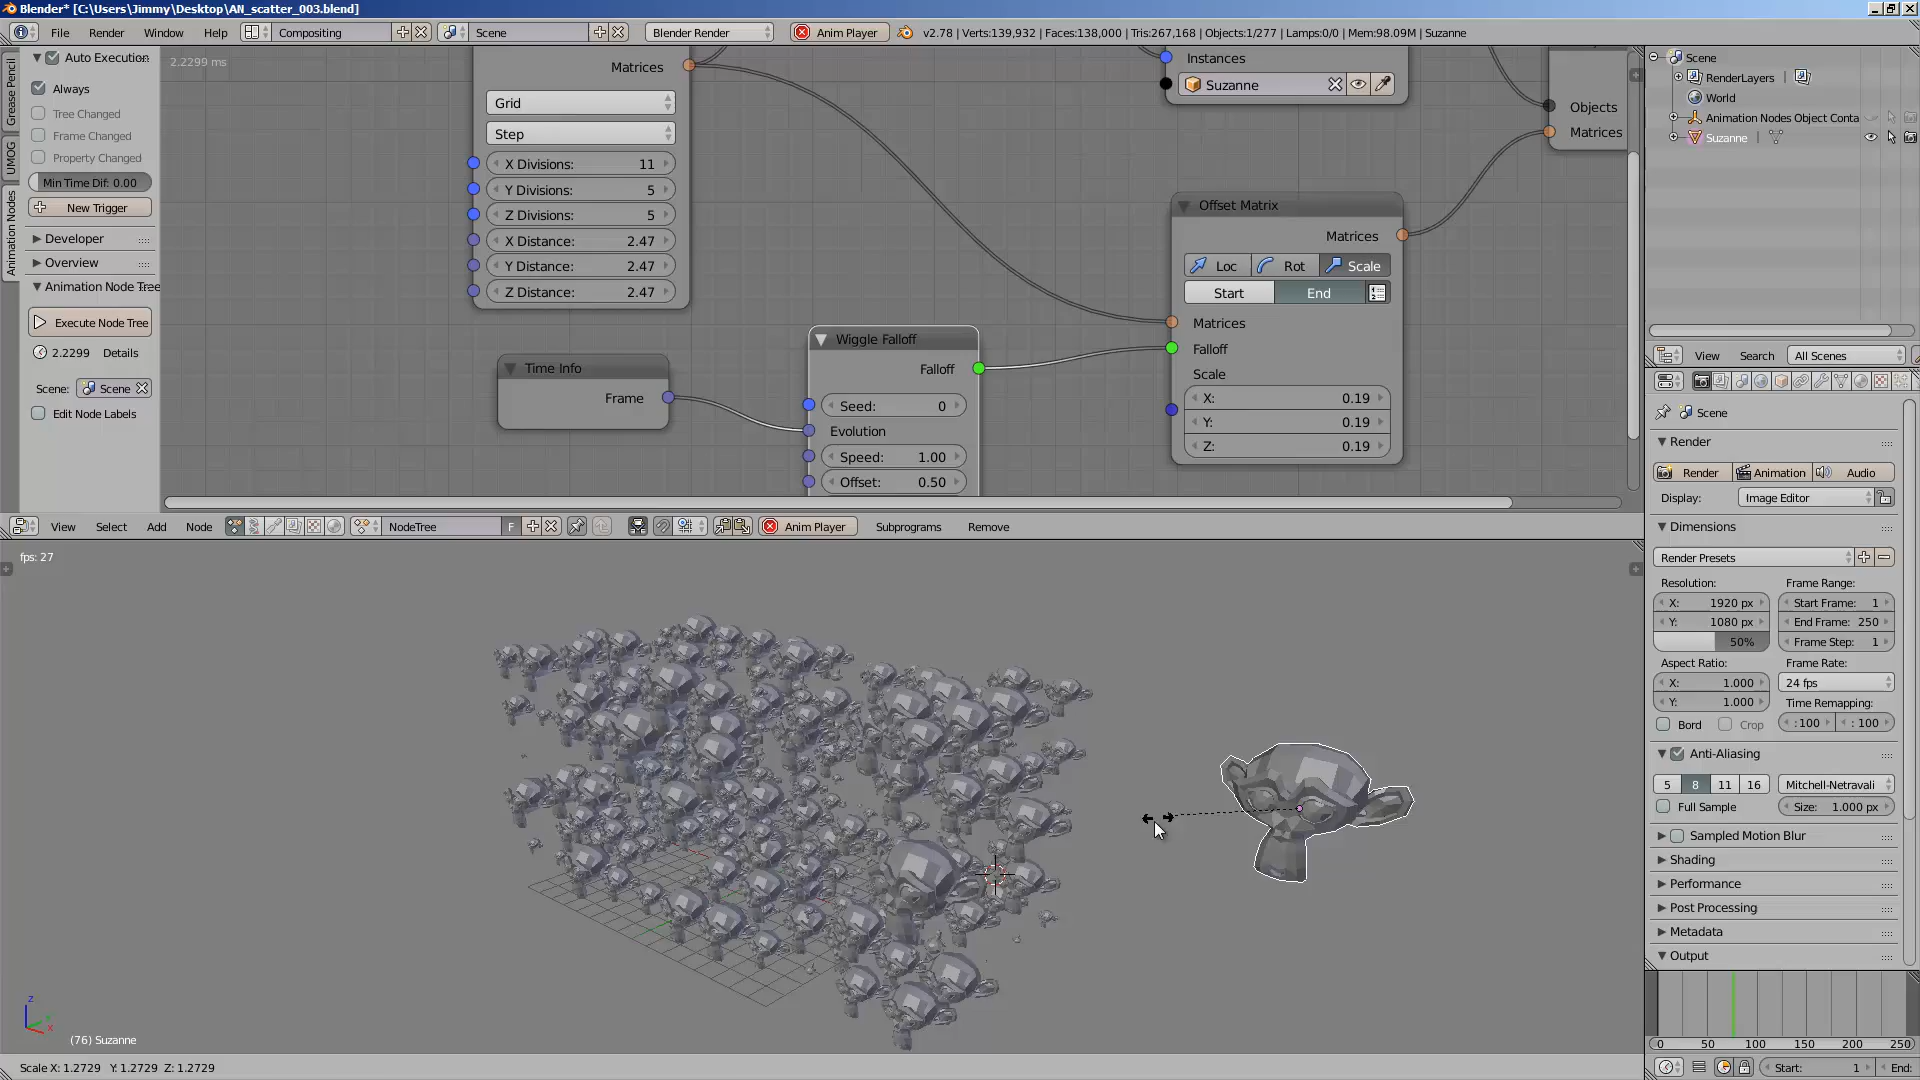 Blender* [C:\Users\Jimmy\Desktop\AN_scatter_003.blend]
File Render Window Help Compositing Scene Blender Render Anim Player v2.78 | Verts:139,932 | Faces:138,000 | Tris:267,168 | Objects:1/277 | Lamps:0/0 | Mem:98.09M | Suzanne
Grease Pencil
UMOG
Animation Nodes
Auto Execution
Always
Tree Changed
Frame Changed
Property Changed
Min Time Dif: 0.00
New Trigger
Developer
Overview
Animation Node Tree
Execute Node Tree
2.2299 Details
Scene: Scene
Edit Node Labels
2.2299 ms
Matrices
Grid
Step
X Divisions: 11
Y Divisions: 5
Z Divisions: 5
X Distance: 2.47
Y Distance: 2.47
Z Distance: 2.47
Time Info
Frame
Wiggle Falloff
Falloff
Seed: 0
Evolution
Speed: 1.00
Offset: 0.50
Instances
Suzanne
Offset Matrix
Matrices
Loc Rot Scale
Start End
Matrices
Falloff
Scale
X: 0.19
Y: 0.19
Z: 0.19
Objects
Matrices
View Select Add Node NodeTree F Anim Player Subprograms Remove
fps: 27
(76) Suzanne
Scale X: 1.2729 Y: 1.2729 Z: 1.2729
Scene
RenderLayers
World
Animation Nodes Object Conta
Suzanne
View Search All Scenes
Scene
Render
Render Animation Audio
Display: Image Editor
Dimensions
Render Presets
Resolution: Frame Range:
X: 1920 px Start Frame: 1
Y: 1080 px End Frame: 250
50% Frame Step: 1
Aspect Ratio: Frame Rate:
X: 1.000 24 fps
Y: 1.000 Time Remapping:
Bord Crop : 100 : 100
Anti-Aliasing
5 8 11 16 Mitchell-Netravali
Full Sample Size: 1.000 px
Sampled Motion Blur
Shading
Performance
Post Processing
Metadata
Output
0 50 100 150 200 250
Start: 1 End:
z
x